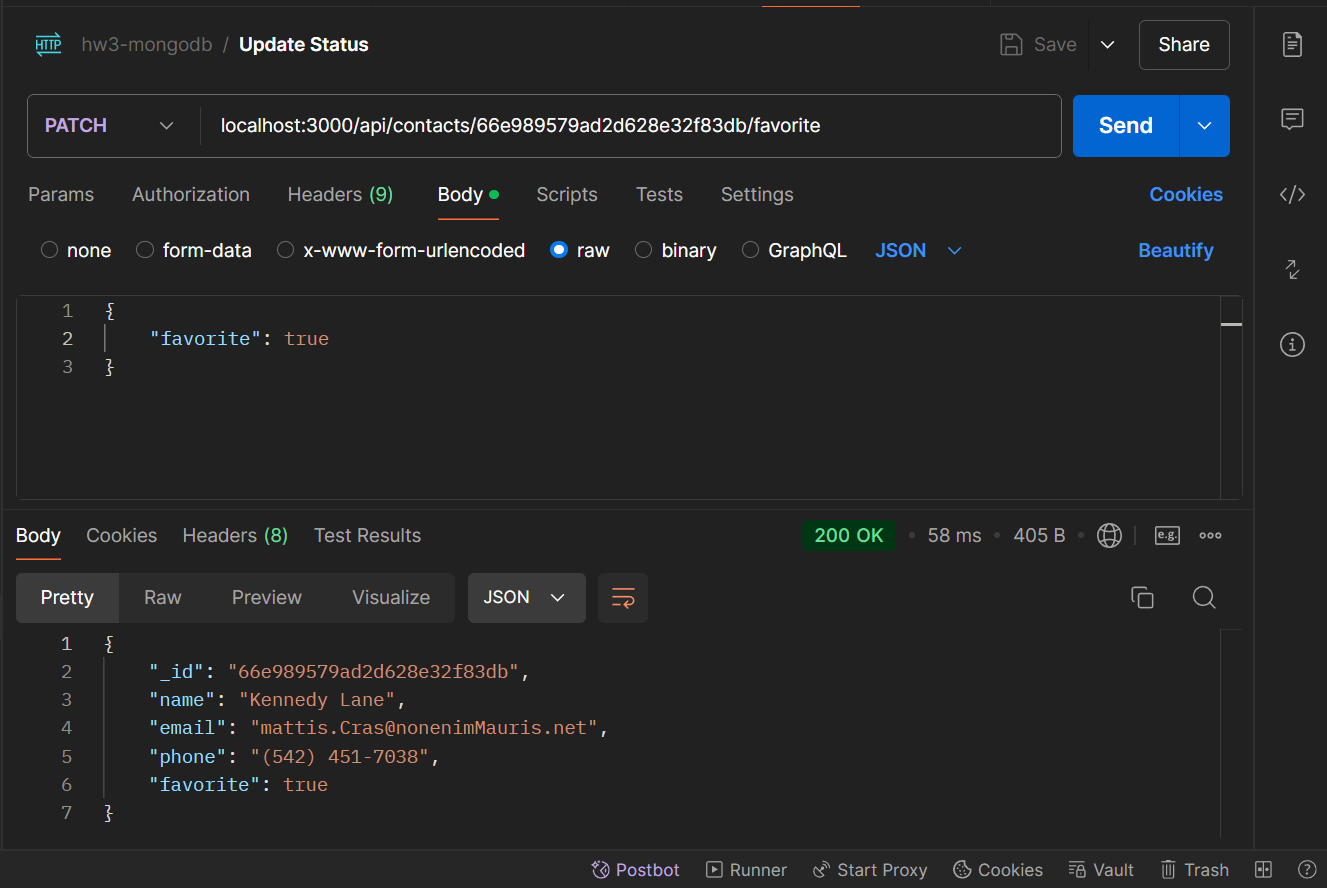 HTTP hw3-mongodb / Update Status Save Share
PATCH localhost:3000/api/contacts/66e989579ad2d628e32f83db/favorite Send
Params Authorization Headers (9) Body Scripts Tests Settings Cookies
none form-data x-www-form-urlencoded raw binary GraphQL JSON Beautify
1 {
2 "favorite": true
3 }
Body Cookies Headers (8) Test Results 200 OK • 58 ms • 405 B • e.g.
Pretty Raw Preview Visualize JSON
1 {
2 "_id": "66e989579ad2d628e32f83db",
3 "name": "Kennedy Lane",
4 "email": "mattis.Cras@nonenimMauris.net",
5 "phone": "(542) 451-7038",
6 "favorite": true
7 }
Postbot Runner Start Proxy Cookies Vault Trash